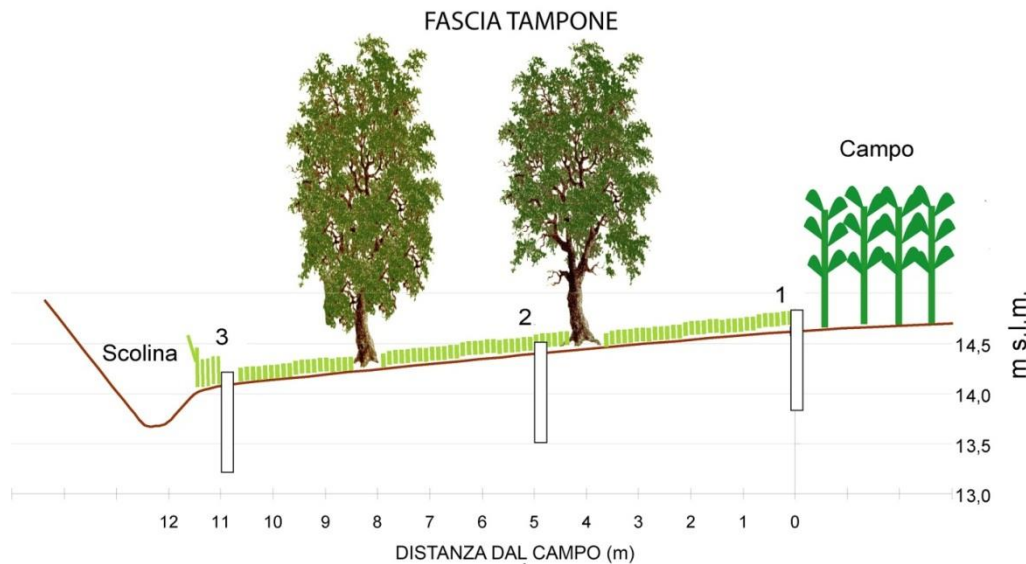 FASCIA TAMPONE
Campo
1
2
3
Scolina
14,5
14,0
13,5
13,0
m s.l.m.
12 11 10 9 8 7 6 5 4 3 2 1 0
DISTANZA DAL CAMPO (m)